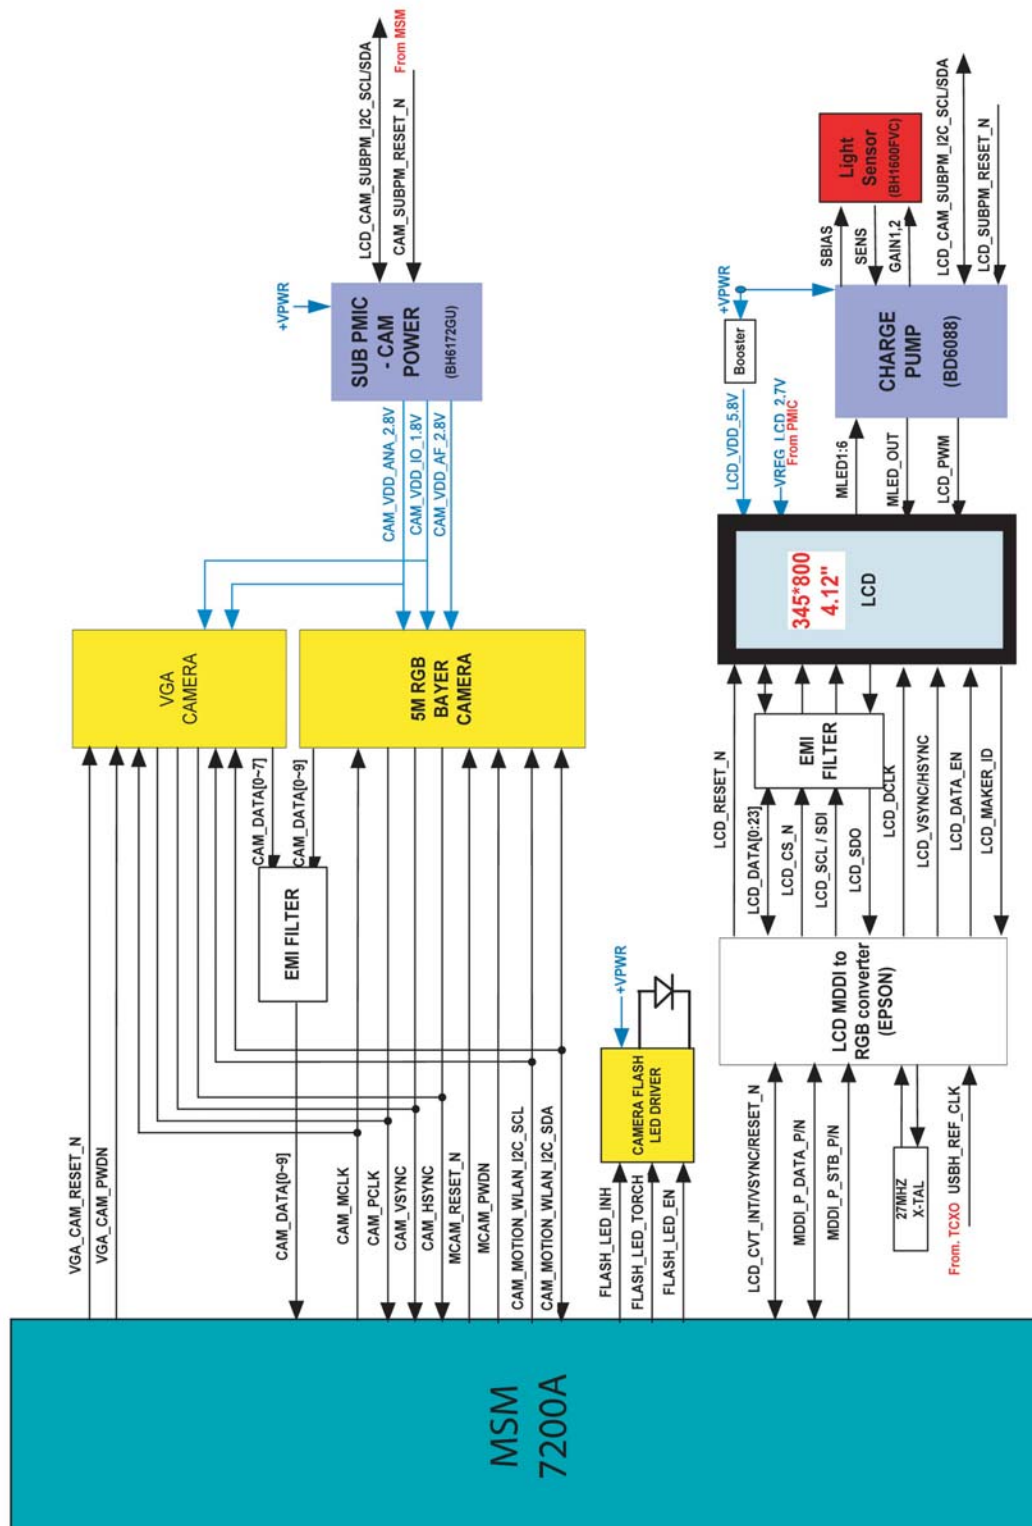 MSM
7200A
VGA_CAM_RESET_N
VGA_CAM_PWDN
CAM_DATA[0~9]
CAM_MCLK
CAM_PCLK
CAM_VSYNC
CAM_HSYNC
MCAM_RESET_N
MCAM_PWDN
CAM_MOTION_WLAN_I2C_SCL
CAM_MOTION_WLAN_I2C_SDA
EMI FILTER
CAM_DATA[0~7]
CAM_DATA[0~9]
VGA
CAMERA
5M RGB
BAYER
CAMERA
CAM_VDD_ANA_2.8V
CAM_VDD_IO_1.8V
CAM_VDD_AF_2.8V
+VPWR
SUB PMIC
- CAM
POWER
(BH6172GU)
LCD_CAM_SUBPM_I2C_SCL/SDA
CAM_SUBPM_RESET_N
From MSM
FLASH_LED_INH
FLASH_LED_TORCH
FLASH_LED_EN
CAMERA FLASH
LED DRIVER
+VPWR
LCD_CVT_INT/VSYNC/RESET_N
MDDI_P_DATA_P/N
MDDI_P_STB_P/N
27MHZ
X-TAL
From. TCXO USBH_REF_CLK
LCD MDDI to
RGB converter
(EPSON)
LCD_RESET_N
LCD_DATA[0:23]
LCD_CS_N
LCD_SCL / SDI
LCD_SDO
LCD_DCLK
LCD_VSYNC/HSYNC
LCD_DATA_EN
LCD_MAKER_ID
EMI
FILTER
345*800
4.12"
LCD
LCD_VDD_5.8V
VREG_LCD_2.7V
From PMIC
MLED1:6
MLED_OUT
LCD_PWM
Booster
+VPWR
CHARGE
PUMP
(BD6088)
SBIAS
SENS
GAIN1,2
Light
Sensor
(BH1600FVC)
LCD_CAM_SUBPM_I2C_SCL/SDA
LCD_SUBPM_RESET_N